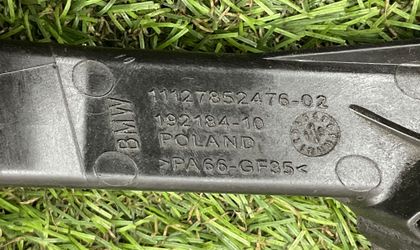 11127852476-02
192184-10
BMW
POLAND
>PA66-GF35<